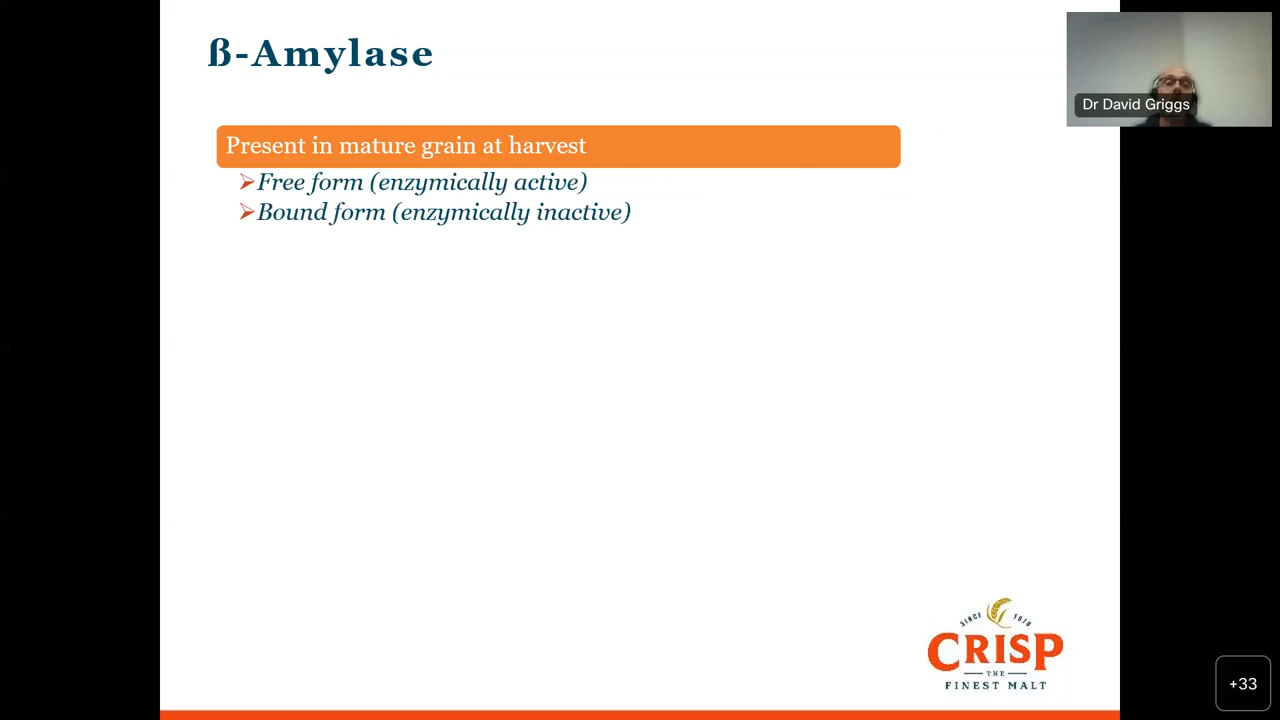 ß-Amylase
Dr David Griggs
Present in mature grain at harvest
Free form (enzymically active)
Bound form (enzymically inactive)
SINCE 1870
CRISP
THE
FINEST MALT
+33